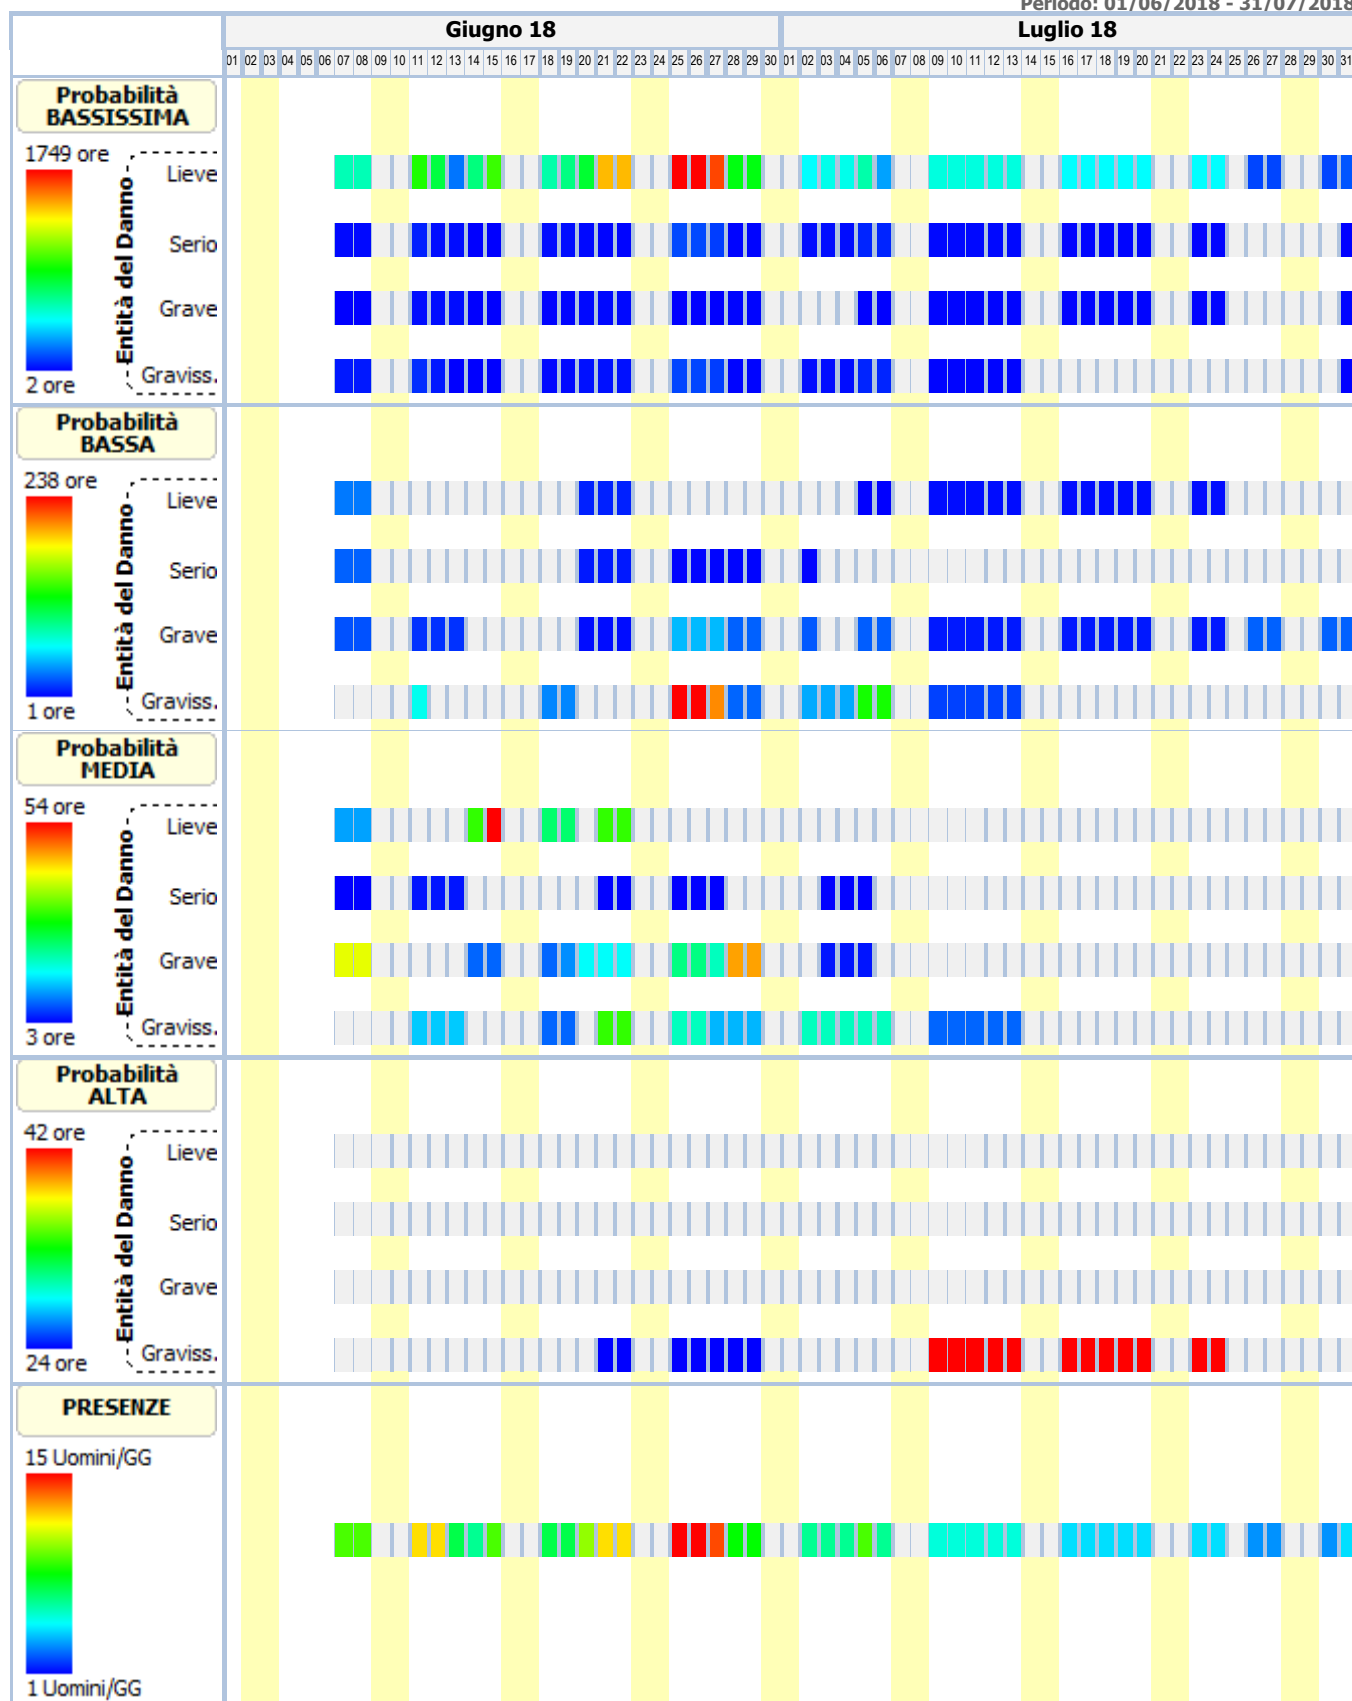 Periodo: 01/06/2018 - 31/07/2018
Giugno 18 Luglio 18
01 02 03 04 05 06 07 08 09 10 11 12 13 14 15 16 17 18 19 20 21 22 23 24 25 26 27 28 29 30 01 02 03 04 05 06 07 08 09 10 11 12 13 14 15 16 17 18 19 20 21 22 23 24 25 26 27 28 29 30 31
Probabilità
BASSISSIMA
1749 ore
2 ore
Entità del Danno
Lieve
Serio
Grave
Graviss.
Probabilità
BASSA
238 ore
1 ore
Entità del Danno
Lieve
Serio
Grave
Graviss.
Probabilità
MEDIA
54 ore
3 ore
Entità del Danno
Lieve
Serio
Grave
Graviss.
Probabilità
ALTA
42 ore
24 ore
Entità del Danno
Lieve
Serio
Grave
Graviss.
PRESENZE
15 Uomini/GG
1 Uomini/GG